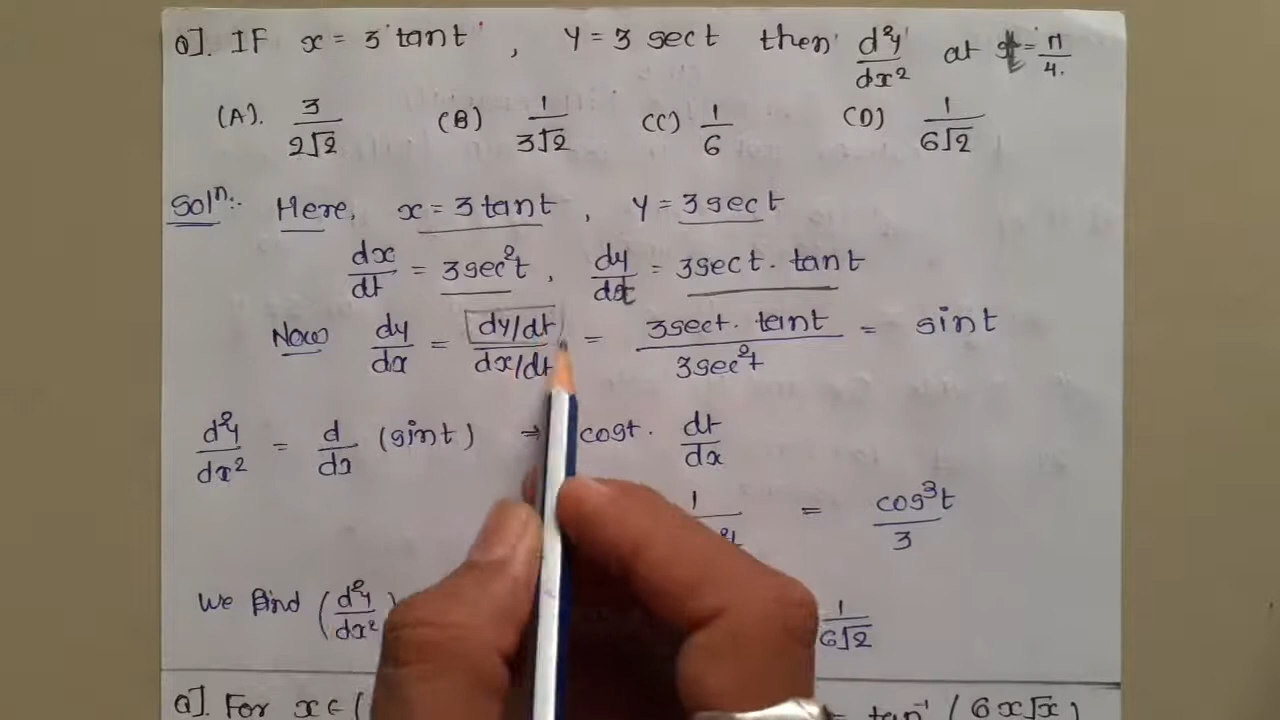 Q]. IF x = 3 tant , y = 3 sect then d²y/dx² at t = π/4.
(A). 3/2√2 (B) 1/3√2 (C) 1/6 (D) 1/6√2
Solⁿ:- Here, x = 3 tant , y = 3 sect
dx/dt = 3sec²t , dy/dt = 3sect. tant
Now dy/dx = dy/dt / dx/dt = 3sect. tant / 3sec²t = sint
d²y/dx² = d/dx (sint) → cost. dt/dx
1 = cos³t/3
We Find (d²y/dx²) 1/6√2
Q]. For x ∈ ( tan⁻¹ (6x√x)